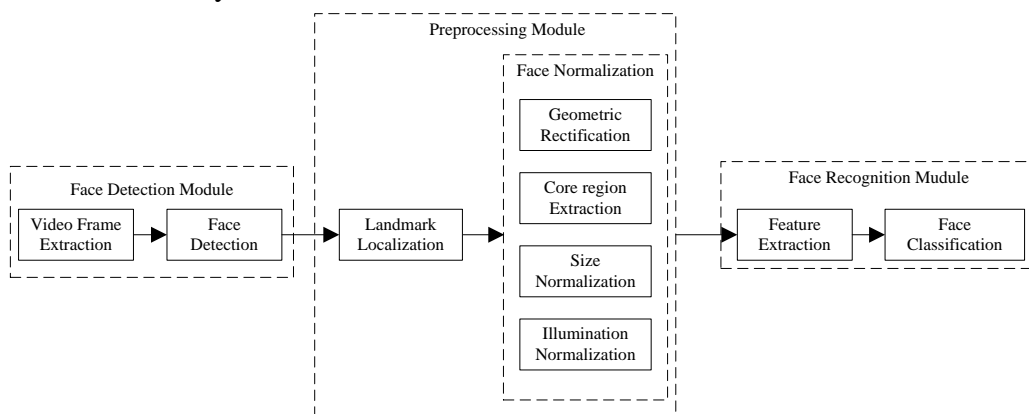 Preprocessing Module
Face Normalization
Geometric
Rectification
Core region
Extraction
Size
Normalization
Illumination
Normalization
Face Detection Module
Video Frame
Extraction
Face
Detection
Landmark
Localization
Face Recognition Mudule
Feature
Extraction
Face
Classification